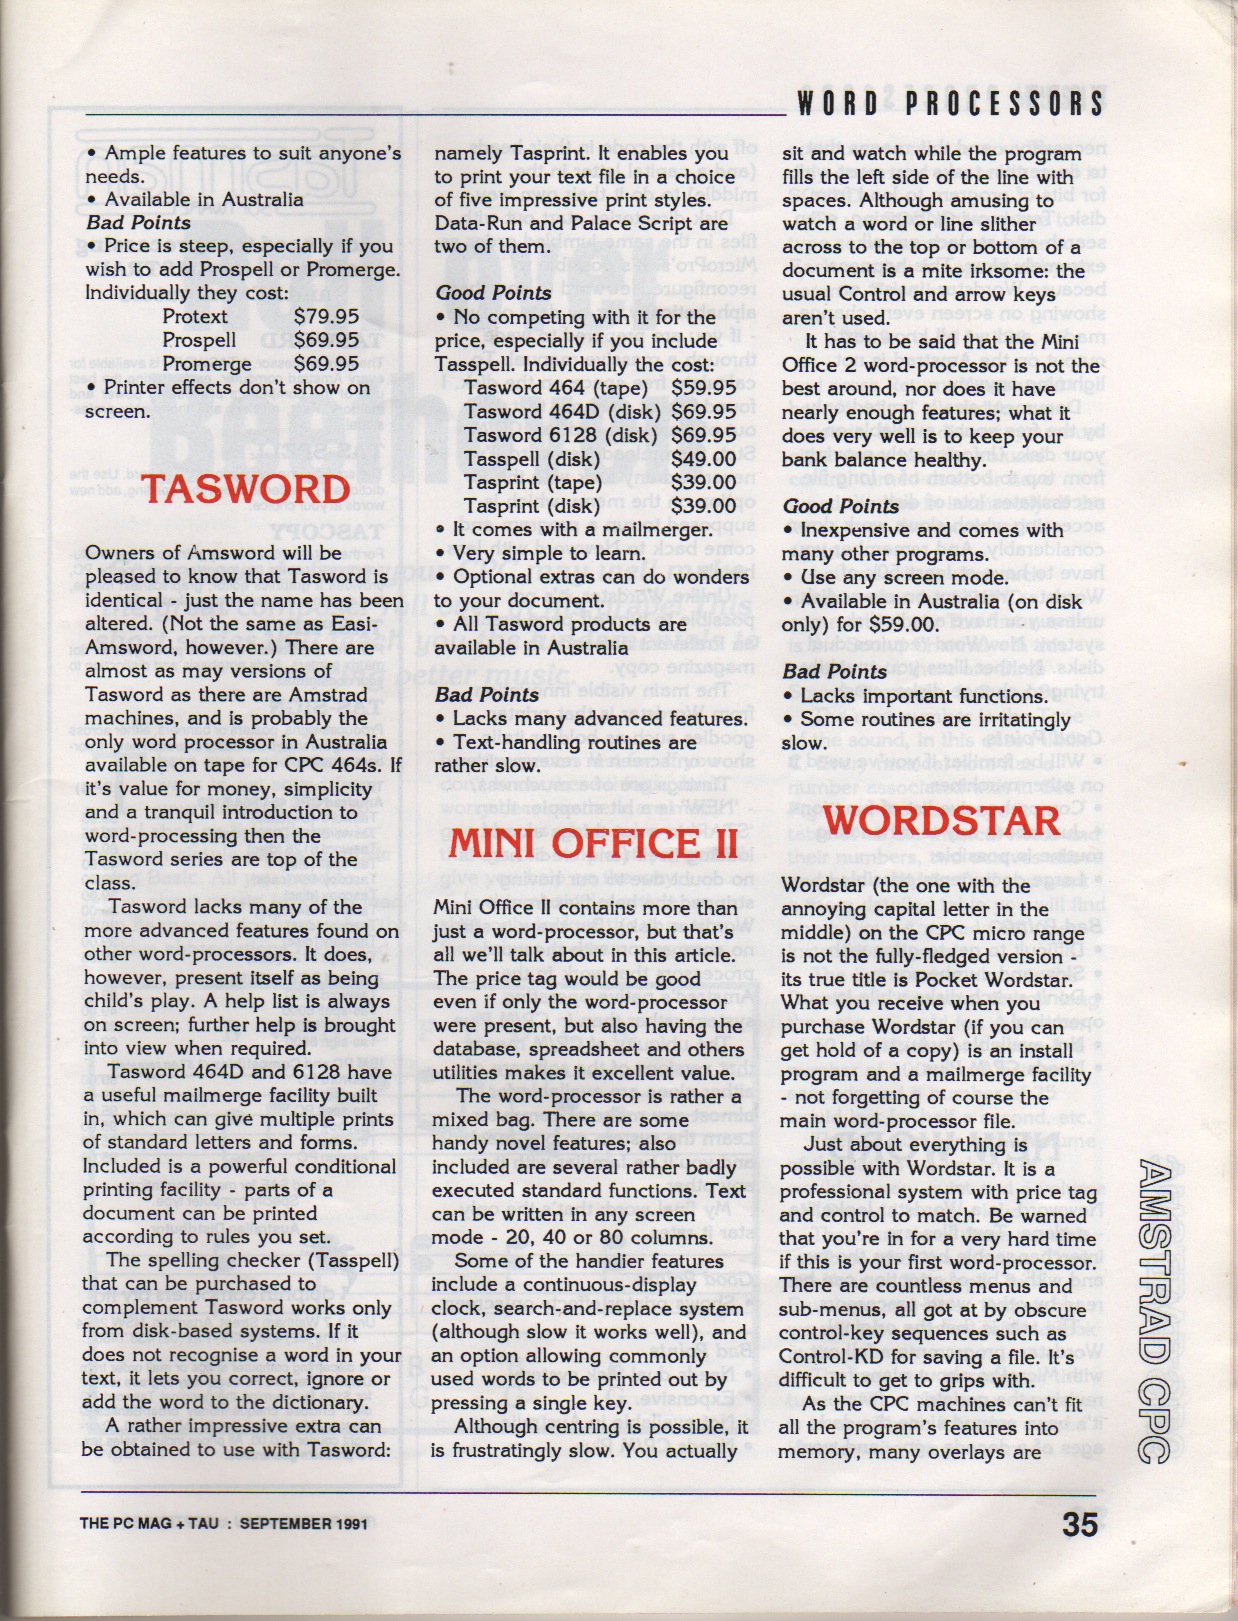 WORD PROCESSORS
• Ample features to suit anyone's
needs.
• Available in Australia
Bad Points
• Price is steep, especially if you
wish to add Prospell or Promerge.
Individually they cost:
Protext $79.95
Prospell $69.95
Promerge $69.95
• Printer effects don't show on
screen.
TASWORD
Owners of Amsword will be
pleased to know that Tasword is
identical - just the name has been
altered. (Not the same as Easi-
Amsword, however.) There are
almost as may versions of
Tasword as there are Amstrad
machines, and is probably the
only word processor in Australia
available on tape for CPC 464s. If
it's value for money, simplicity
and a tranquil introduction to
word-processing then the
Tasword series are top of the
class.
Tasword lacks many of the
more advanced features found on
other word-processors. It does,
however, present itself as being
child's play. A help list is always
on screen; further help is brought
into view when required.
Tasword 464D and 6128 have
a useful mailmerge facility built
in, which can give multiple prints
of standard letters and forms.
Included is a powerful conditional
printing facility - parts of a
document can be printed
according to rules you set.
The spelling checker (Tasspell)
that can be purchased to
complement Tasword works only
from disk-based systems. If it
does not recognise a word in your
text, it lets you correct, ignore or
add the word to the dictionary.
A rather impressive extra can
be obtained to use with Tasword:
namely Tasprint. It enables you
to print your text file in a choice
of five impressive print styles.
Data-Run and Palace Script are
two of them.
Good Points
• No competing with it for the
price, especially if you include
Tasspell. Individually the cost:
Tasword 464 (tape) $59.95
Tasword 464D (disk) $69.95
Tasword 6128 (disk) $69.95
Tasspell (disk) $49.00
Tasprint (tape) $39.00
Tasprint (disk) $39.00
• It comes with a mailmerger.
• Very simple to learn.
• Optional extras can do wonders
to your document.
• All Tasword products are
available in Australia
Bad Points
• Lacks many advanced features.
• Text-handling routines are
rather slow.
MINI OFFICE II
Mini Office II contains more than
just a word-processor, but that's
all we'll talk about in this article.
The price tag would be good
even if only the word-processor
were present, but also having the
database, spreadsheet and others
utilities makes it excellent value.
The word-processor is rather a
mixed bag. There are some
handy novel features; also
included are several rather badly
executed standard functions. Text
can be written in any screen
mode - 20, 40 or 80 columns.
Some of the handier features
include a continuous-display
clock, search-and-replace system
(although slow it works well), and
an option allowing commonly
used words to be printed out by
pressing a single key.
Although centring is possible, it
is frustratingly slow. You actually
sit and watch while the program
fills the left side of the line with
spaces. Although amusing to
watch a word or line slither
across to the top or bottom of a
document is a mite irksome: the
usual Control and arrow keys
aren't used.
It has to be said that the Mini
Office 2 word-processor is not the
best around, nor does it have
nearly enough features; what it
does very well is to keep your
bank balance healthy.
Good Points
• Inexpensive and comes with
many other programs.
• Use any screen mode.
• Available in Australia (on disk
only) for $59.00.
Bad Points
• Lacks important functions.
• Some routines are irritatingly
slow.
WORDSTAR
Wordstar (the one with the
annoying capital letter in the
middle) on the CPC micro range
is not the fully-fledged version -
its true title is Pocket Wordstar.
What you receive when you
purchase Wordstar (if you can
get hold of a copy) is an install
program and a mailmerge facility
- not forgetting of course the
main word-processor file.
Just about everything is
possible with Wordstar. It is a
professional system with price tag
and control to match. Be warned
that you're in for a very hard time
if this is your first word-processor.
There are countless menus and
sub-menus, all got at by obscure
control-key sequences such as
Control-KD for saving a file. It's
difficult to get to grips with.
As the CPC machines can't fit
all the program's features into
memory, many overlays are
AMSTRAD CPC
THE PC MAG + TAU : SEPTEMBER 1991
35